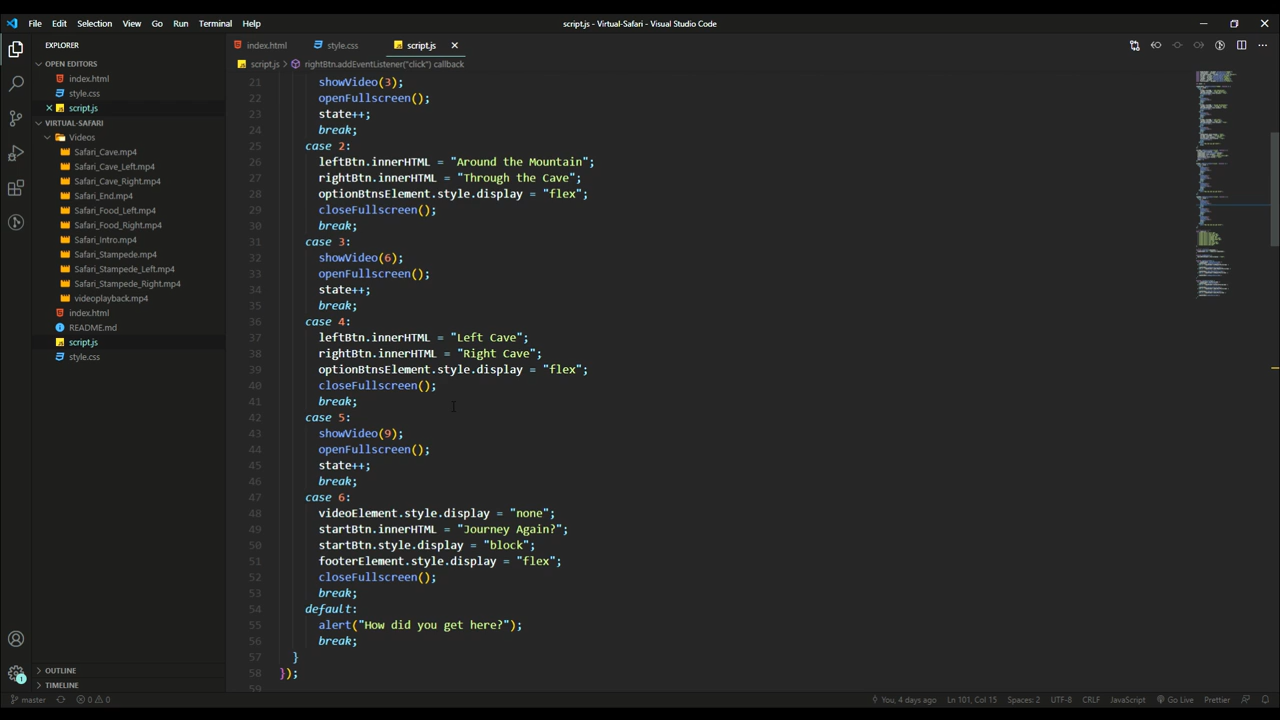 File Edit Selection View Go Run Terminal Help
script.js - Virtual-Safari - Visual Studio Code
EXPLORER
index.html
style.css
script.js
OPEN EDITORS
index.html
style.css
script.js
VIRTUAL-SAFARI
Videos
Safari_Cave.mp4
Safari_Cave_Left.mp4
Safari_Cave_Right.mp4
Safari_End.mp4
Safari_Food_Left.mp4
Safari_Food_Right.mp4
Safari_Intro.mp4
Safari_Stampede.mp4
Safari_Stampede_Left.mp4
Safari_Stampede_Right.mp4
videoplayback.mp4
index.html
README.md
script.js
style.css
OUTLINE
TIMELINE
script.js > rightBtn.addEventListener("click") callback
21 showVideo(3);
22 openFullscreen();
23 state++;
24 break;
25 case 2:
26 leftBtn.innerHTML = "Around the Mountain";
27 rightBtn.innerHTML = "Through the Cave";
28 optionBtnsElement.style.display = "flex";
29 closeFullscreen();
30 break;
31 case 3:
32 showVideo(6);
33 openFullscreen();
34 state++;
35 break;
36 case 4:
37 leftBtn.innerHTML = "Left Cave";
38 rightBtn.innerHTML = "Right Cave";
39 optionBtnsElement.style.display = "flex";
40 closeFullscreen();
41 break;
42 case 5:
43 showVideo(9);
44 openFullscreen();
45 state++;
46 break;
47 case 6:
48 videoElement.style.display = "none";
49 startBtn.innerHTML = "Journey Again?";
50 startBtn.style.display = "block";
51 footerElement.style.display = "flex";
52 closeFullscreen();
53 break;
54 default:
55 alert("How did you get here?");
56 break;
57 }
58 });
59
master 0 0 You, 4 days ago Ln 101, Col 15 Spaces: 2 UTF-8 CRLF JavaScript Go Live Prettier
1